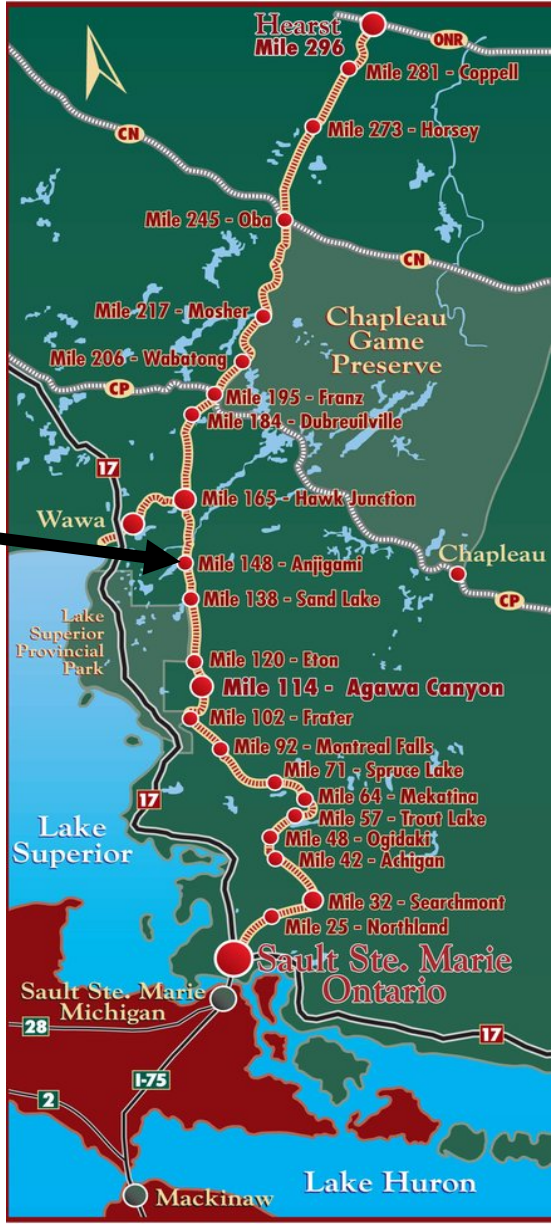 Hearst
Mile 296
ONR
Mile 281 - Coppell
Mile 273 - Horsey
CN
Mile 245 - Oba
CN
Mile 217 - Mosher
Chapleau
Game
Preserve
Mile 206 - Wabatong
CP
Mile 195 - Franz
Mile 184 - Dubreuilville
17
Mile 165 - Hawk Junction
Wawa
Mile 148 - Anjigami
Chapleau
CP
Mile 138 - Sand Lake
Lake
Superior
Provincial
Park
Mile 120 - Eton
Mile 114 - Agawa Canyon
Mile 102 - Frater
Mile 92 - Montreal Falls
Mile 71 - Spruce Lake
17
Mile 64 - Mekatina
Mile 57 - Trout Lake
Lake
Superior
Mile 48 - Ogidaki
Mile 42 - Achigan
Mile 32 - Searchmont
Mile 25 - Northland
Sault Ste. Marie
Ontario
Sault Ste. Marie
Michigan
28
17
I-75
2
Lake Huron
Mackinaw